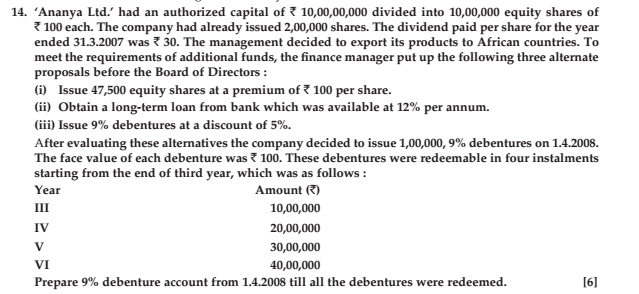 14. ‘Ananya Ltd.’ had an authorized capital of ₹ 10,00,00,000 divided into 10,00,000 equity shares of
₹ 100 each. The company had already issued 2,00,000 shares. The dividend paid per share for the year
ended 31.3.2007 was ₹ 30. The management decided to export its products to African countries. To
meet the requirements of additional funds, the finance manager put up the following three alternate
proposals before the Board of Directors :
(i) Issue 47,500 equity shares at a premium of ₹ 100 per share.
(ii) Obtain a long-term loan from bank which was available at 12% per annum.
(iii) Issue 9% debentures at a discount of 5%.
After evaluating these alternatives the company decided to issue 1,00,000, 9% debentures on 1.4.2008.
The face value of each debenture was ₹ 100. These debentures were redeemable in four instalments
starting from the end of third year, which was as follows :
Year Amount (₹)
III 10,00,000
IV 20,00,000
V 30,00,000
VI 40,00,000
Prepare 9% debenture account from 1.4.2008 till all the debentures were redeemed. [6]